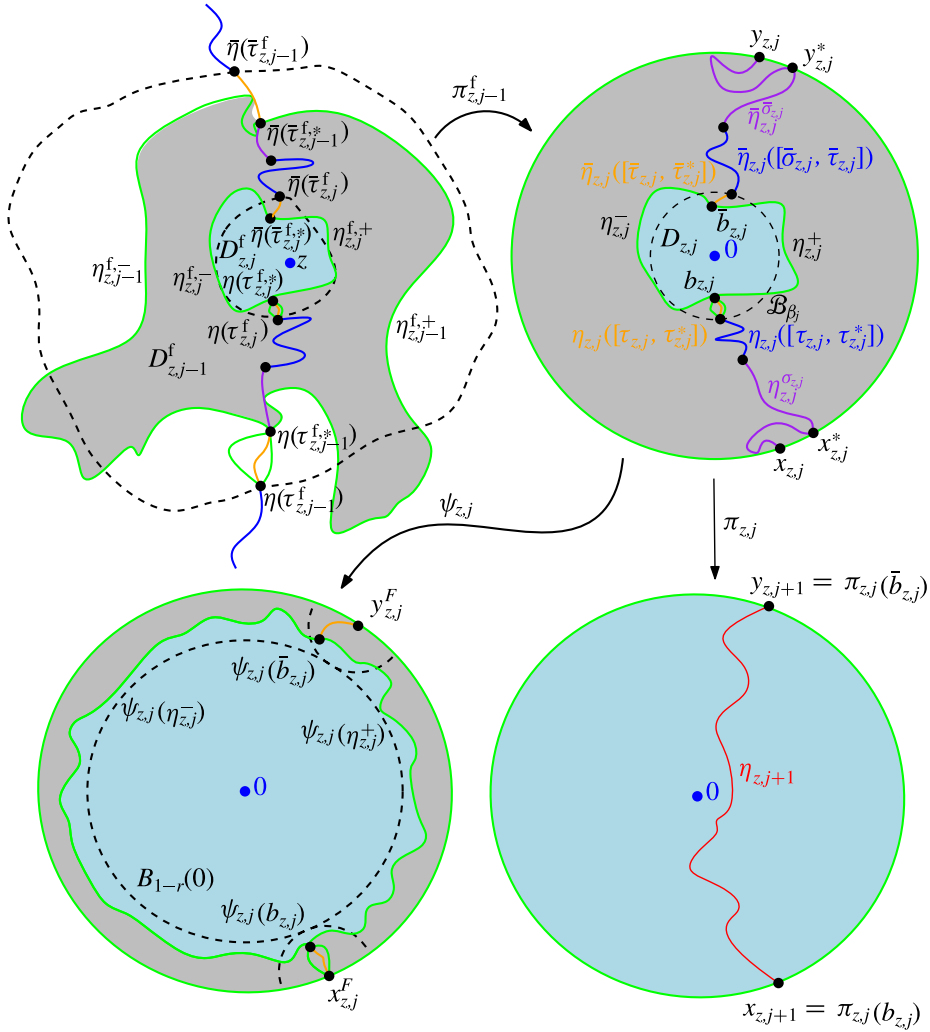 η̄(τ̄^f_{z,j−1})
π^f_{z,j−1}
η̄(τ̄^{f,*}_{z,j−1})
η̄(τ̄^f_{z,j})
η̄(τ̄^{f,*}_{z,j})
η^{f,+}_{z,j}
D^f_{z,j}
z
η^{f,−}_{z,j−1}
η^{f,−}_{z,j}
η(τ^{f,*}_{z,j})
η(τ^f_{z,j})
η^{f,+}_{z,j−1}
D^f_{z,j−1}
η(τ^{f,*}_{z,j−1})
η(τ^f_{z,j−1})
y_{z,j}
y^*_{z,j}
η̄^{σ̄_{z,j}}_{z,j}
η̄_{z,j}([σ̄_{z,j}, τ̄_{z,j}])
η̄_{z,j}([τ̄_{z,j}, τ̄^*_{z,j}])
b̄_{z,j}
η^−_{z,j}
D_{z,j}
0
η^+_{z,j}
b_{z,j}
ℬ_{β_j}
η_{z,j}([τ_{z,j}, τ^*_{z,j}])
η_{z,j}([τ_{z,j}, τ^*_{z,j}])
η^{σ_{z,j}}_{z,j}
x^*_{z,j}
x_{z,j}
ψ_{z,j}
π_{z,j}
y^F_{z,j}
ψ_{z,j}(b̄_{z,j})
ψ_{z,j}(η^−_{z,j})
ψ_{z,j}(η^+_{z,j})
0
B_{1−r}(0)
ψ_{z,j}(b_{z,j})
x^F_{z,j}
y_{z,j+1} = π_{z,j}(b̄_{z,j})
η_{z,j+1}
0
x_{z,j+1} = π_{z,j}(b_{z,j})